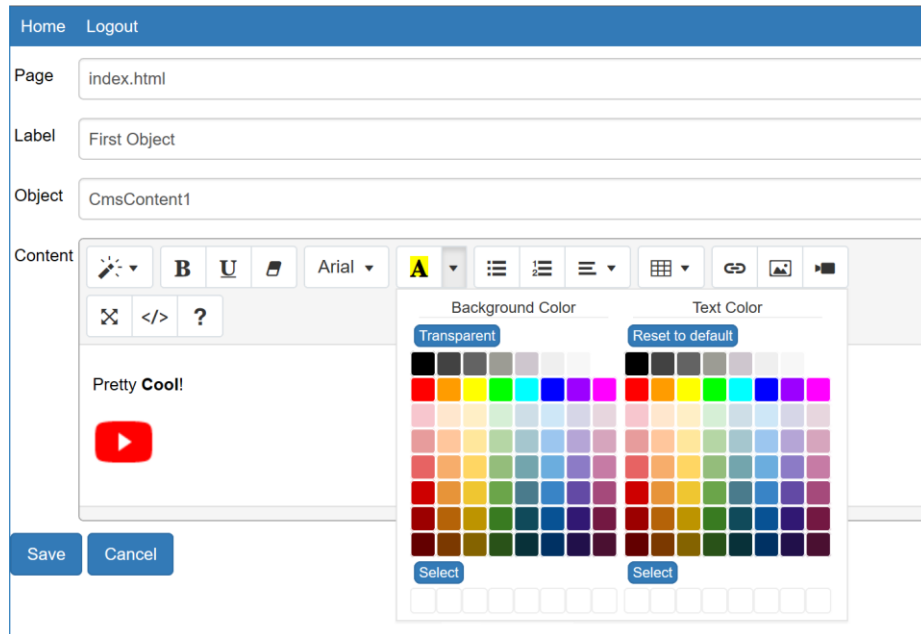 Home Logout
Page index.html
Label First Object
Object CmsContent1
Content B U Arial A
</> ?
Background Color Text Color
Transparent Reset to default
Pretty Cool!
Save Cancel
Select Select